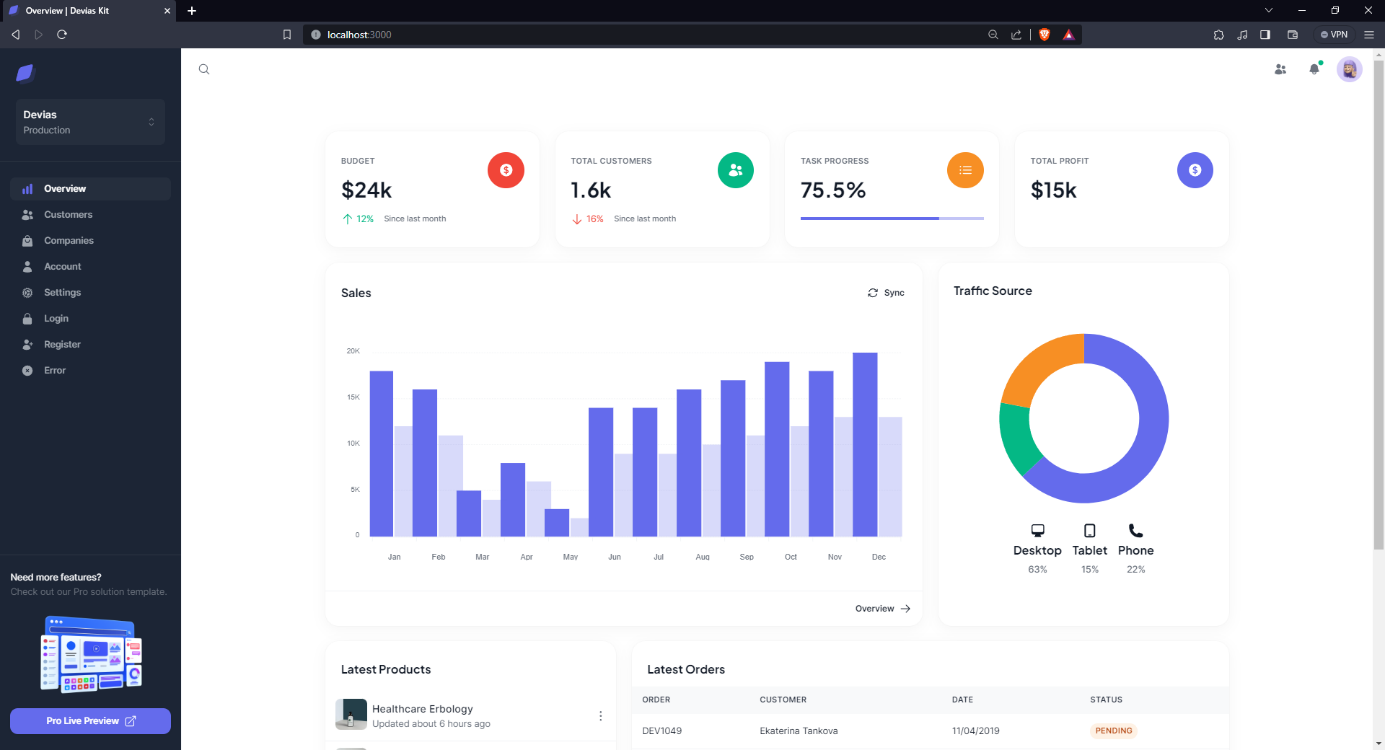 Overview | Devias Kit
localhost:3000
VPN
Devias
Production
Overview
Customers
Companies
Account
Settings
Login
Register
Error
Need more features?
Check out our Pro solution template.
Pro Live Preview
BUDGET
$24k
12% Since last month
TOTAL CUSTOMERS
1.6k
16% Since last month
TASK PROGRESS
75.5%
TOTAL PROFIT
$15k
Sales
Sync
20K
15K
10K
5K
0
Jan Feb Mar Apr May Jun Jul Aug Sep Oct Nov Dec
Overview
Traffic Source
Desktop Tablet Phone
63% 15% 22%
Latest Products
Healthcare Erbology
Updated about 6 hours ago
Latest Orders
ORDER CUSTOMER DATE STATUS
DEV1049 Ekaterina Tankova 11/04/2019 PENDING